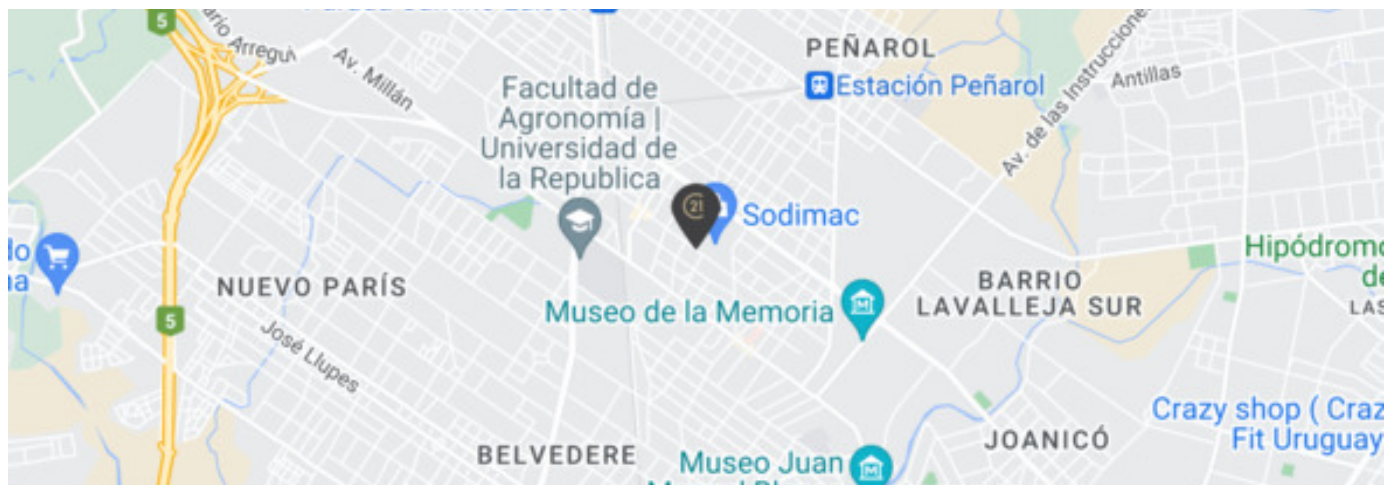 5
Av. Millán
PEÑAROL
Estación Peñarol
Av. de las Instrucciones
Antillas
Facultad de
Agronomía |
Universidad de
la Republica
21
Sodimac
Hipódromo
de
BARRIO
LAVALLEJA SUR
LAS
NUEVO PARÍS
Museo de la Memoria
5
José Llupes
Crazy shop ( Craz
Fit Uruguay
JOANICÓ
BELVEDERE
Museo Juan